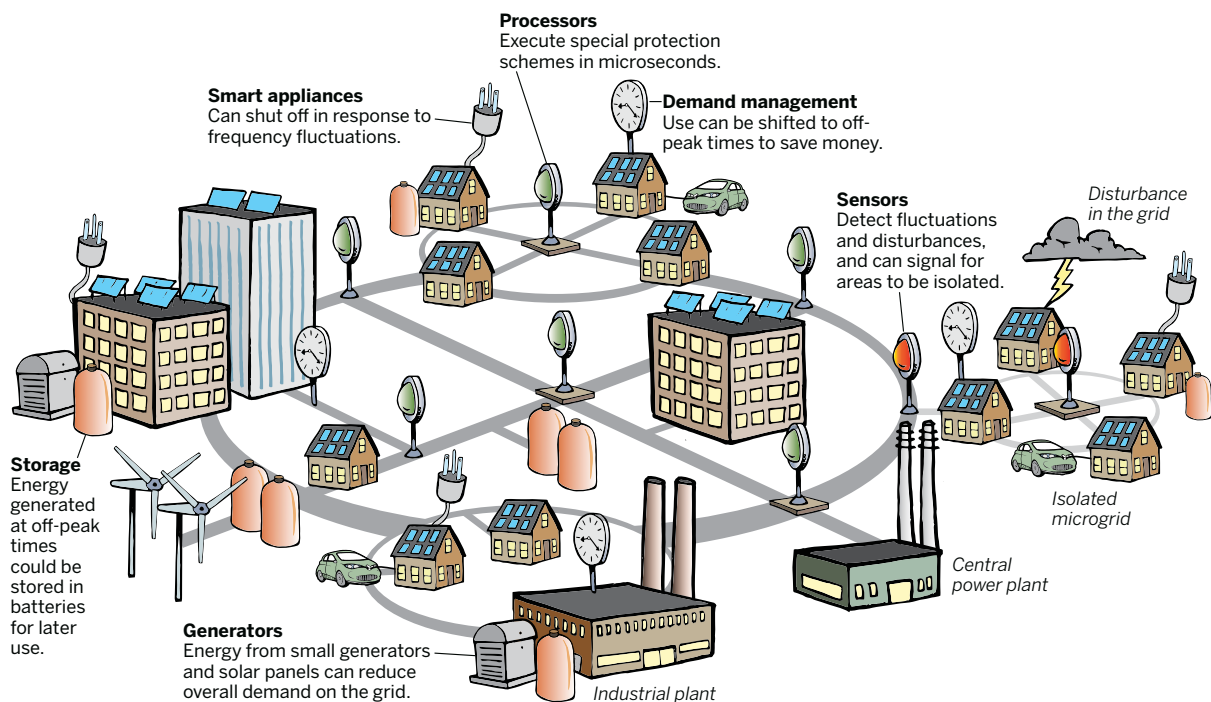 Processors
Execute special protection
schemes in microseconds.
Smart appliances
Can shut off in response to
frequency fluctuations.
Demand management
Use can be shifted to off-
peak times to save money.
Sensors
Detect fluctuations
and disturbances,
and can signal for
areas to be isolated.
Disturbance
in the grid
Storage
Energy
generated
at off-peak
times
could be
stored in
batteries
for later
use.
Isolated
microgrid
Central
power plant
Generators
Energy from small generators
and solar panels can reduce
overall demand on the grid.
Industrial plant